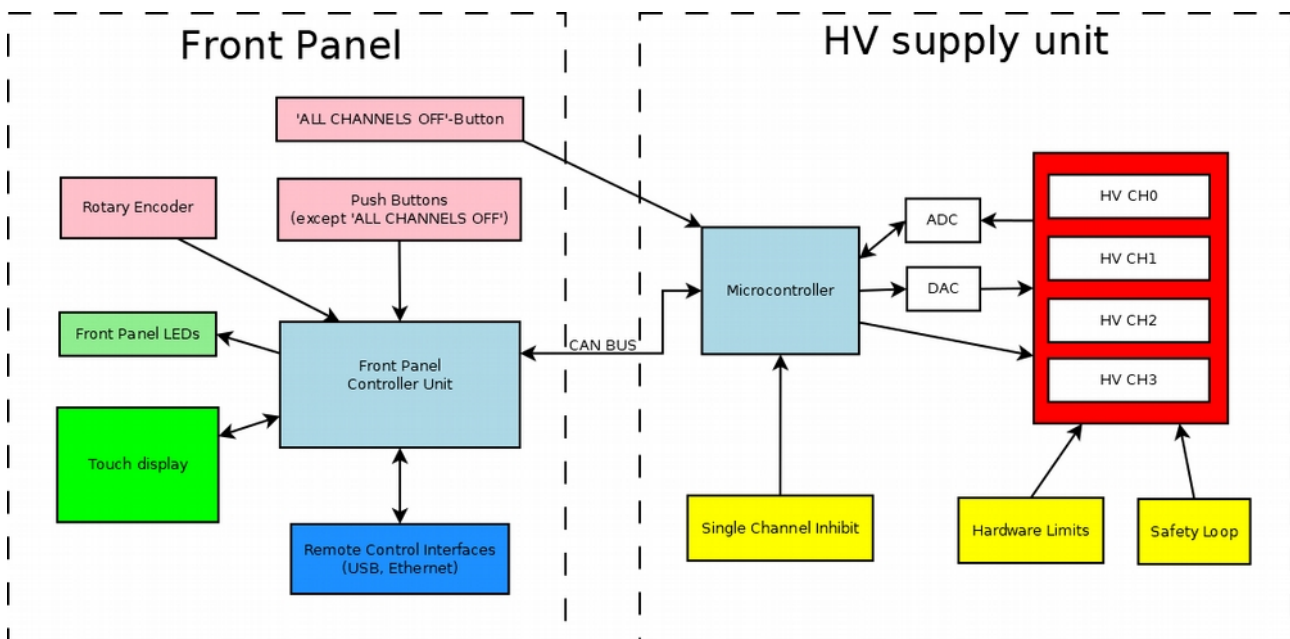 Front Panel
HV supply unit
'ALL CHANNELS OFF'-Button
Rotary Encoder
Push Buttons
(except 'ALL CHANNELS OFF')
Front Panel LEDs
Front Panel
Controller Unit
Touch display
Remote Control Interfaces
(USB, Ethernet)
CAN BUS
Microcontroller
ADC
DAC
HV CH0
HV CH1
HV CH2
HV CH3
Single Channel Inhibit
Hardware Limits
Safety Loop